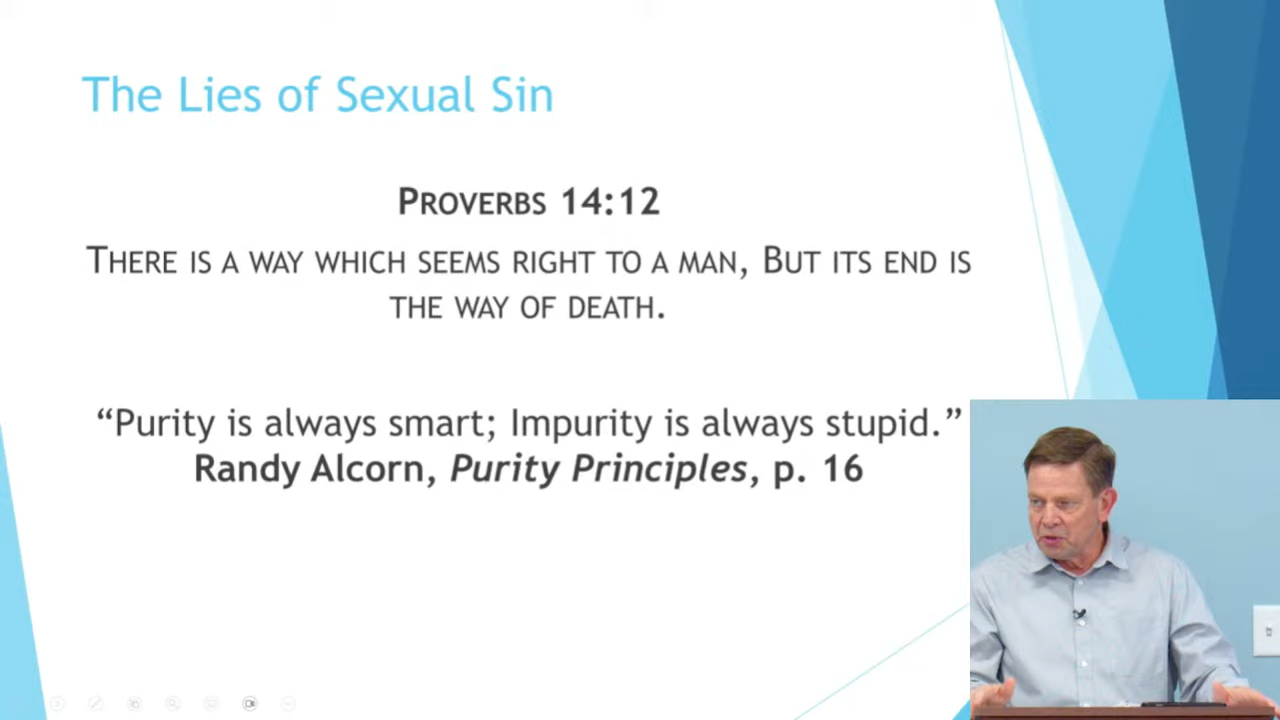 The Lies of Sexual Sin
PROVERBS 14:12
THERE IS A WAY WHICH SEEMS RIGHT TO A MAN, BUT ITS END IS
THE WAY OF DEATH.
“Purity is always smart; Impurity is always stupid.”
Randy Alcorn, Purity Principles, p. 16